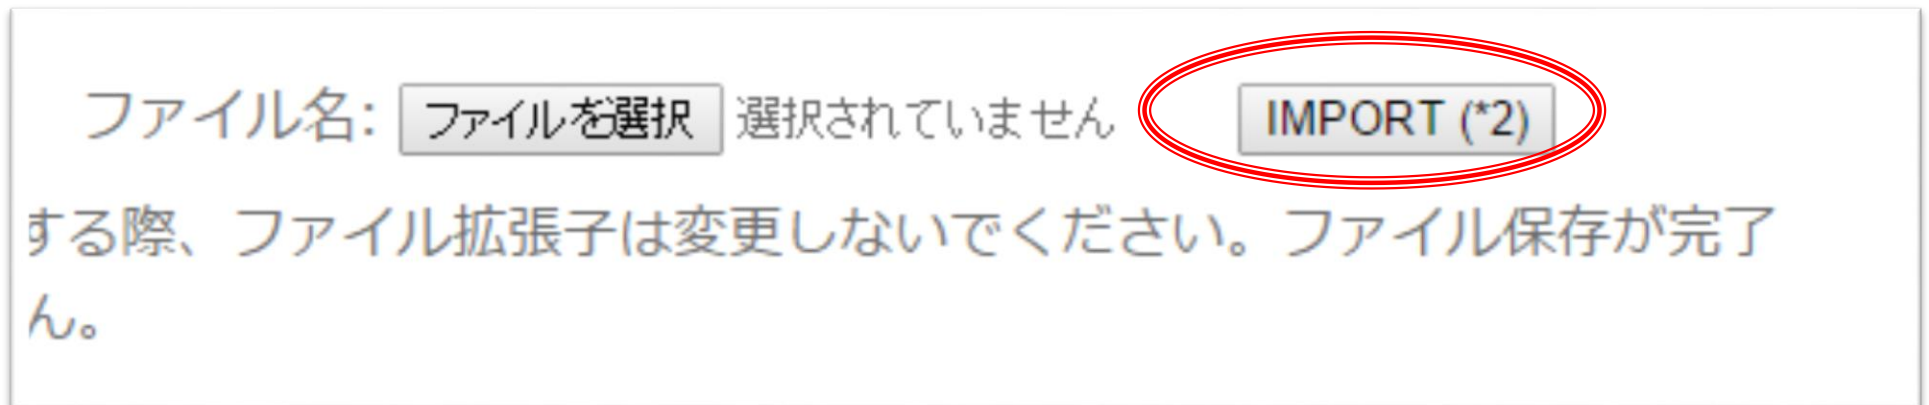 ファイル名: ファイルを選択 選択されていません IMPORT (*2)
する際、ファイル拡張子は変更しないでください。ファイル保存が完了
ん。